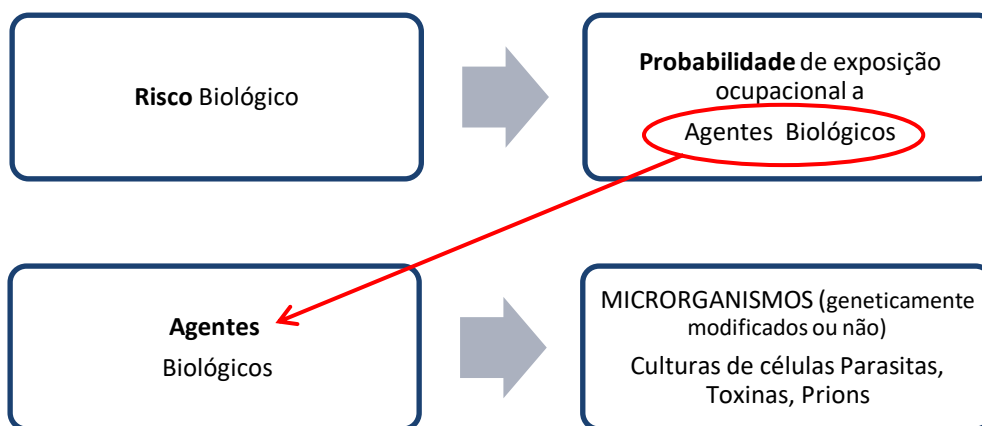 Risco Biológico
Probabilidade de exposição
ocupacional a
Agentes Biológicos
Agentes
Biológicos
MICRORGANISMOS (geneticamente
modificados ou não)
Culturas de células Parasitas,
Toxinas, Prions